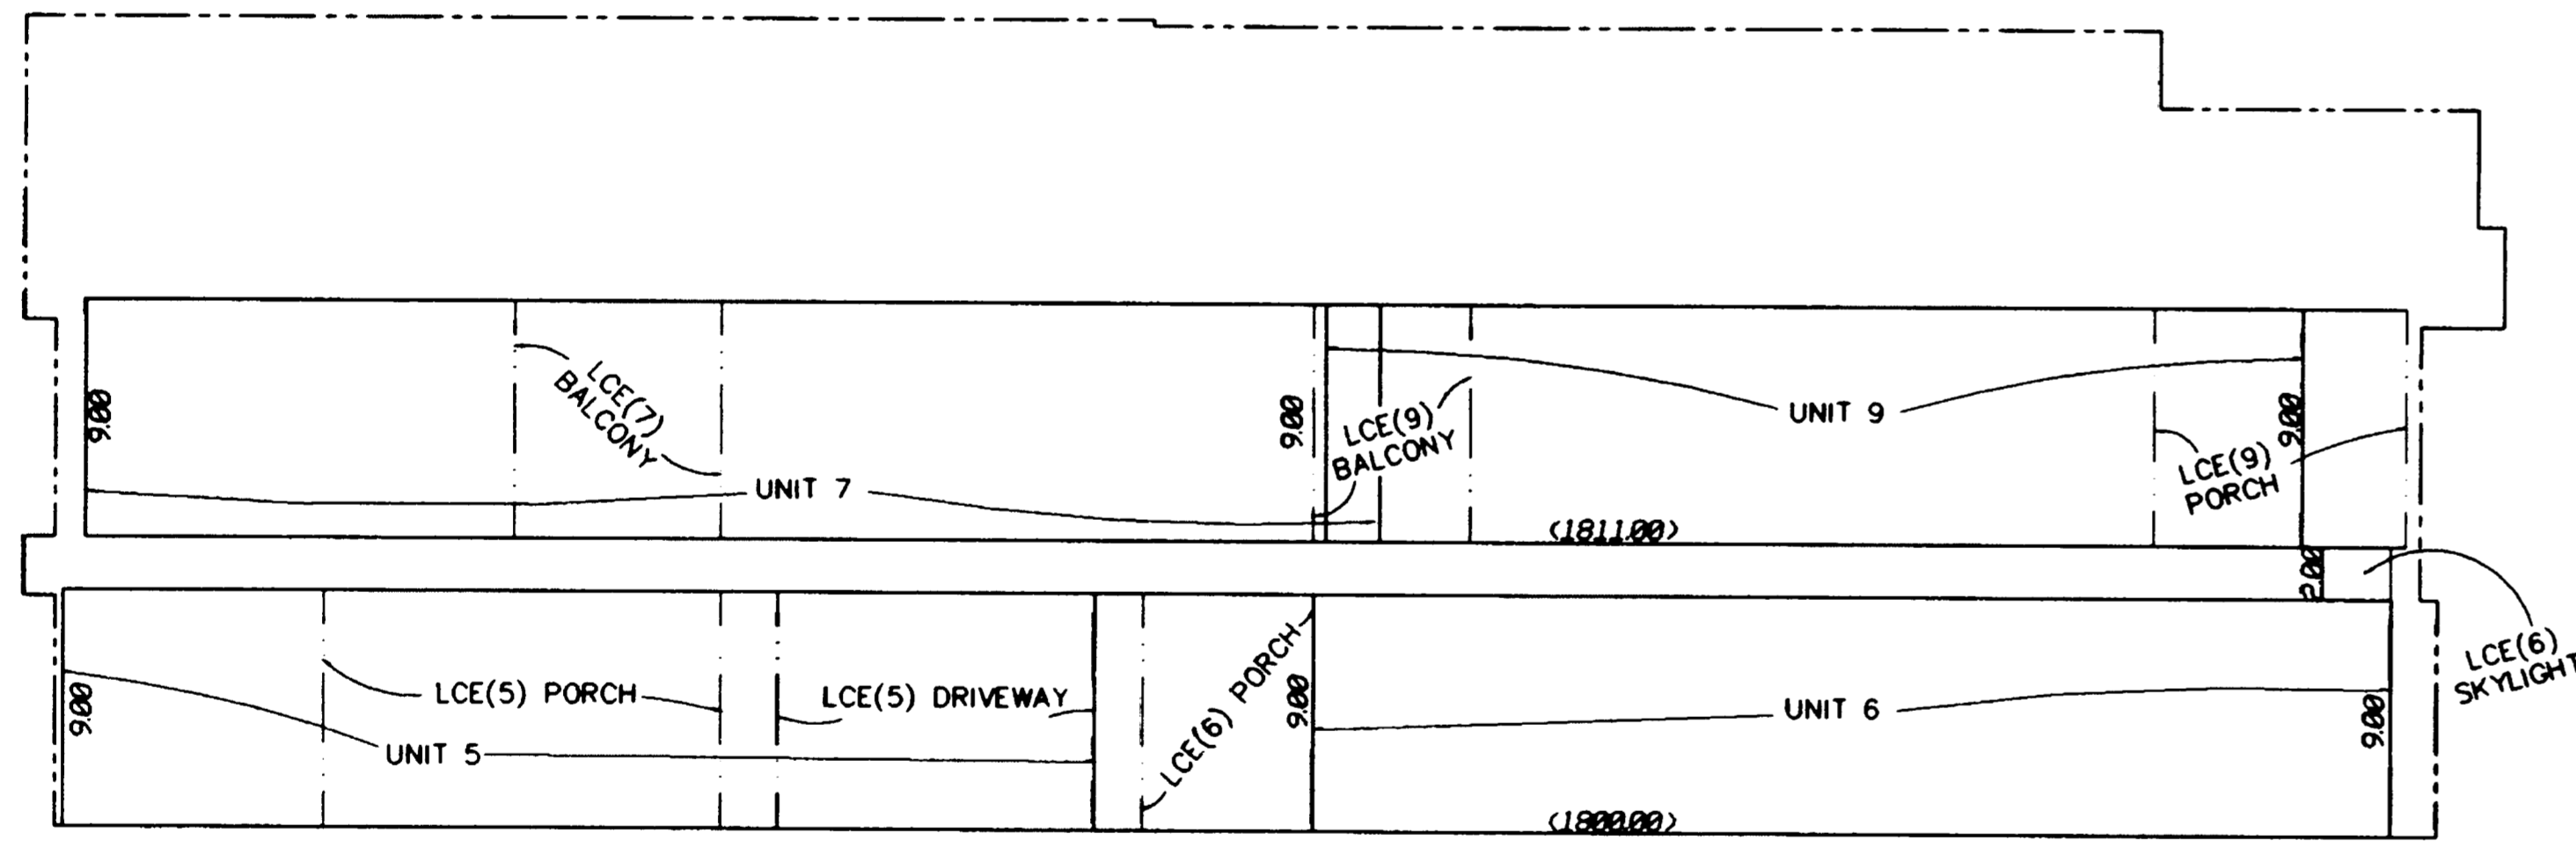 9.00
LCE(7)
BALCONY
UNIT 7
9.00
LCE(9)
BALCONY
UNIT 9
9.00
LCE(9)
PORCH
<1811.00>
2.00
LCE(6)
SKYLIGHT
9.00
LCE(5) PORCH
UNIT 5
LCE(5) DRIVEWAY
LCE(6) PORCH
9.00
UNIT 6
9.00
<1800.00>